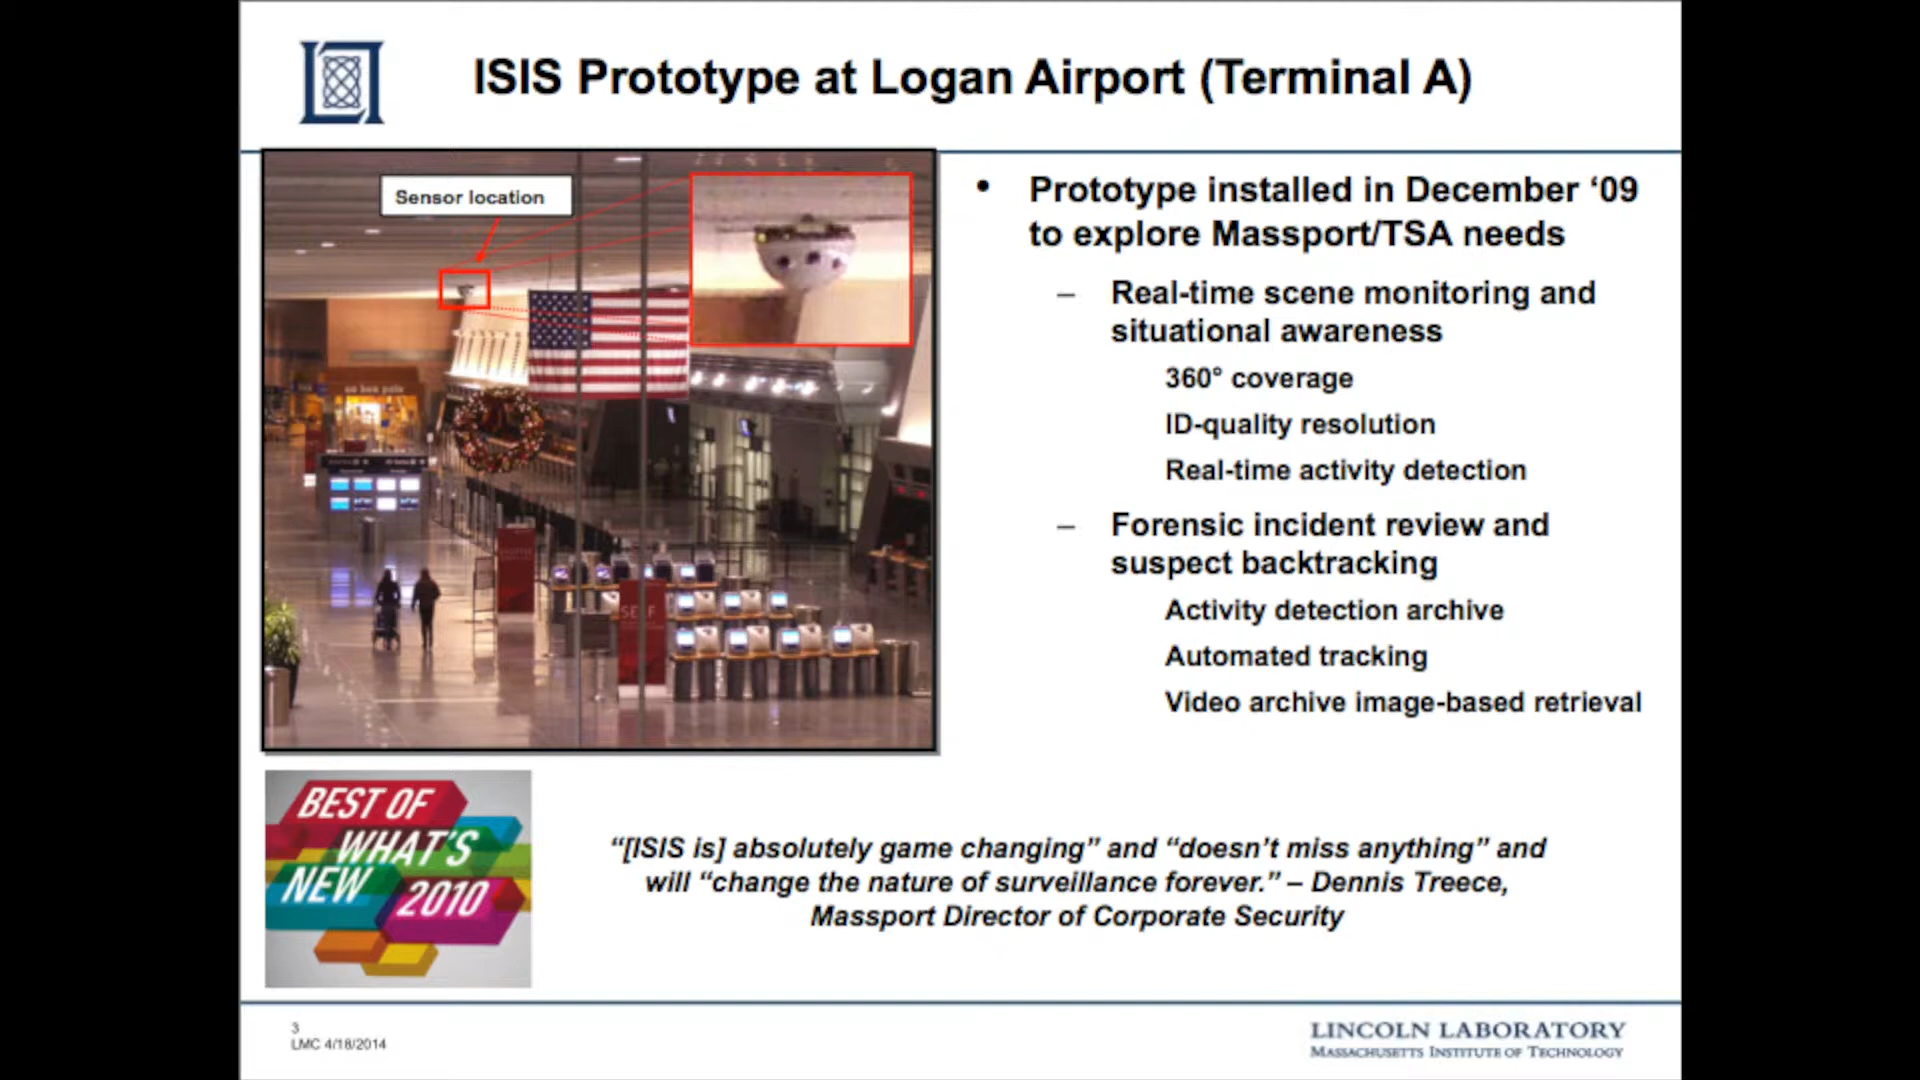 ISIS Prototype at Logan Airport (Terminal A)
Sensor location
au bon pain
SELF
• Prototype installed in December ‘09
to explore Massport/TSA needs
– Real-time scene monitoring and
situational awareness
360° coverage
ID-quality resolution
Real-time activity detection
– Forensic incident review and
suspect backtracking
Activity detection archive
Automated tracking
Video archive image-based retrieval
BEST OF
WHAT'S
NEW 2010
“[ISIS is] absolutely game changing” and “doesn’t miss anything” and
will “change the nature of surveillance forever.” – Dennis Treece,
Massport Director of Corporate Security
3
LMC 4/18/2014
LINCOLN LABORATORY
MASSACHUSETTS INSTITUTE OF TECHNOLOGY